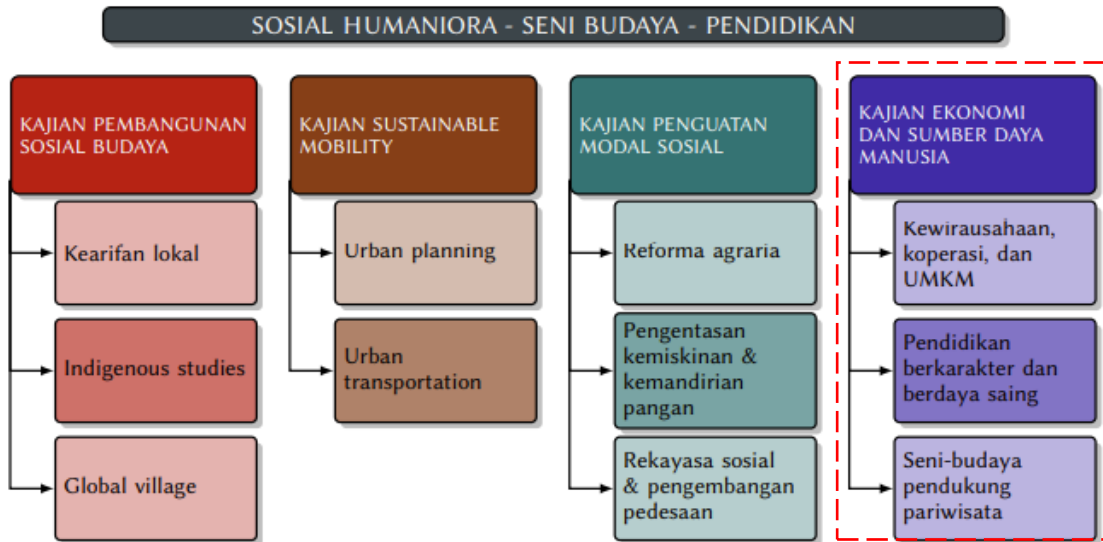 SOSIAL HUMANIORA - SENI BUDAYA - PENDIDIKAN
KAJIAN PEMBANGUNAN
SOSIAL BUDAYA
Kearifan lokal
Indigenous studies
Global village
KAJIAN SUSTAINABLE
MOBILITY
Urban planning
Urban
transportation
KAJIAN PENGUATAN
MODAL SOSIAL
Reforma agraria
Pengentasan
kemiskinan &
kemandirian
pangan
Rekayasa sosial
& pengembangan
pedesaan
KAJIAN EKONOMI
DAN SUMBER DAYA
MANUSIA
Kewirausahaan,
koperasi, dan
UMKM
Pendidikan
berkarakter dan
berdaya saing
Seni-budaya
pendukung
pariwisata